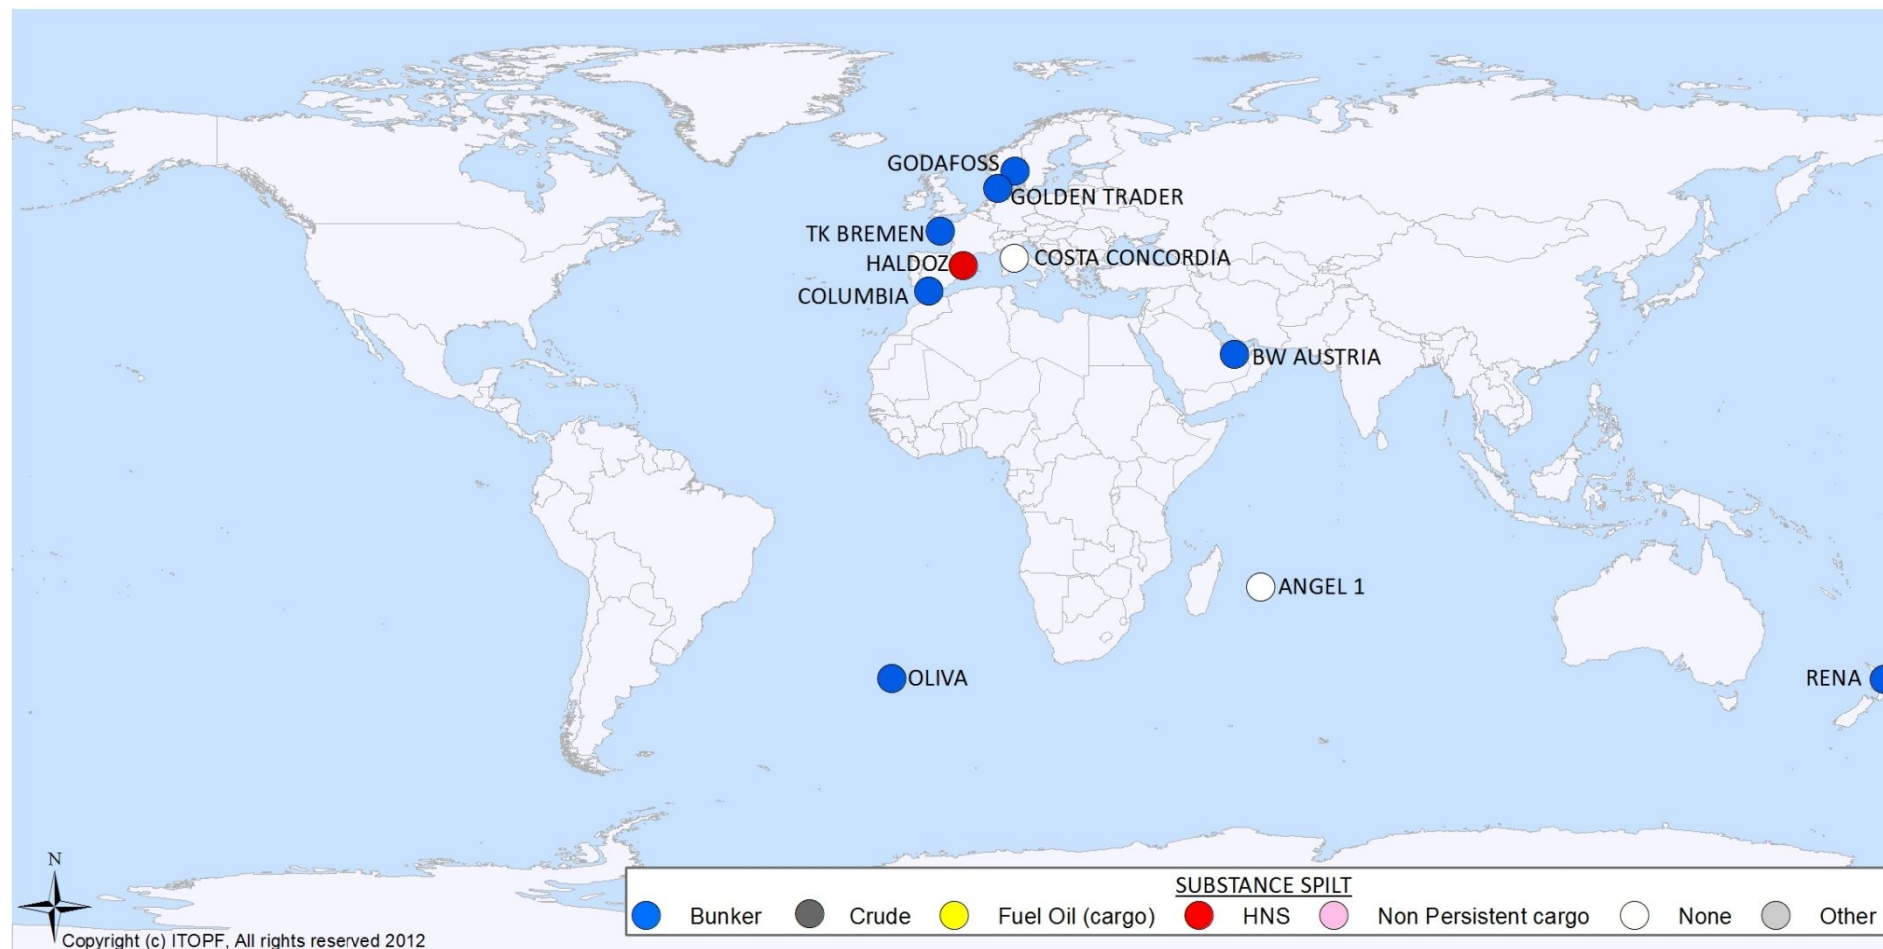 GODAFOSS
GOLDEN TRADER
TK BREMEN
HALDOZ
COSTA CONCORDIA
COLUMBIA
BW AUSTRIA
ANGEL 1
OLIVA
RENA
N
SUBSTANCE SPILT
Bunker Crude Fuel Oil (cargo) HNS Non Persistent cargo None Other
Copyright (c) ITOPF, All rights reserved 2012